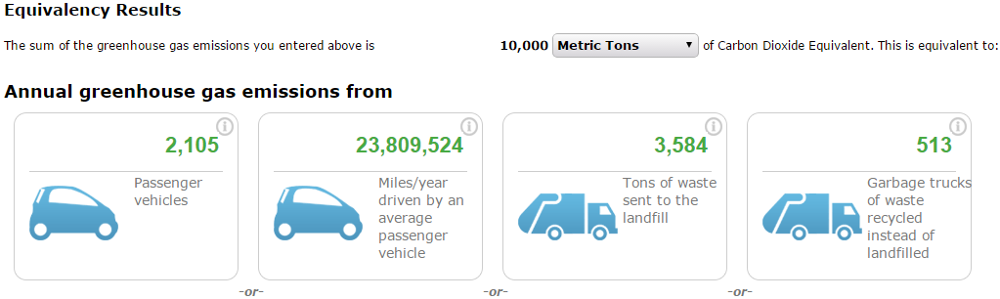 Equivalency Results
The sum of the greenhouse gas emissions you entered above is 10,000 Metric Tons of Carbon Dioxide Equivalent. This is equivalent to:
Annual greenhouse gas emissions from
2,105
Passenger
vehicles
-or-
23,809,524
Miles/year
driven by an
average
passenger
vehicle
-or-
3,584
Tons of waste
sent to the
landfill
-or-
513
Garbage trucks
of waste
recycled
instead of
landfilled